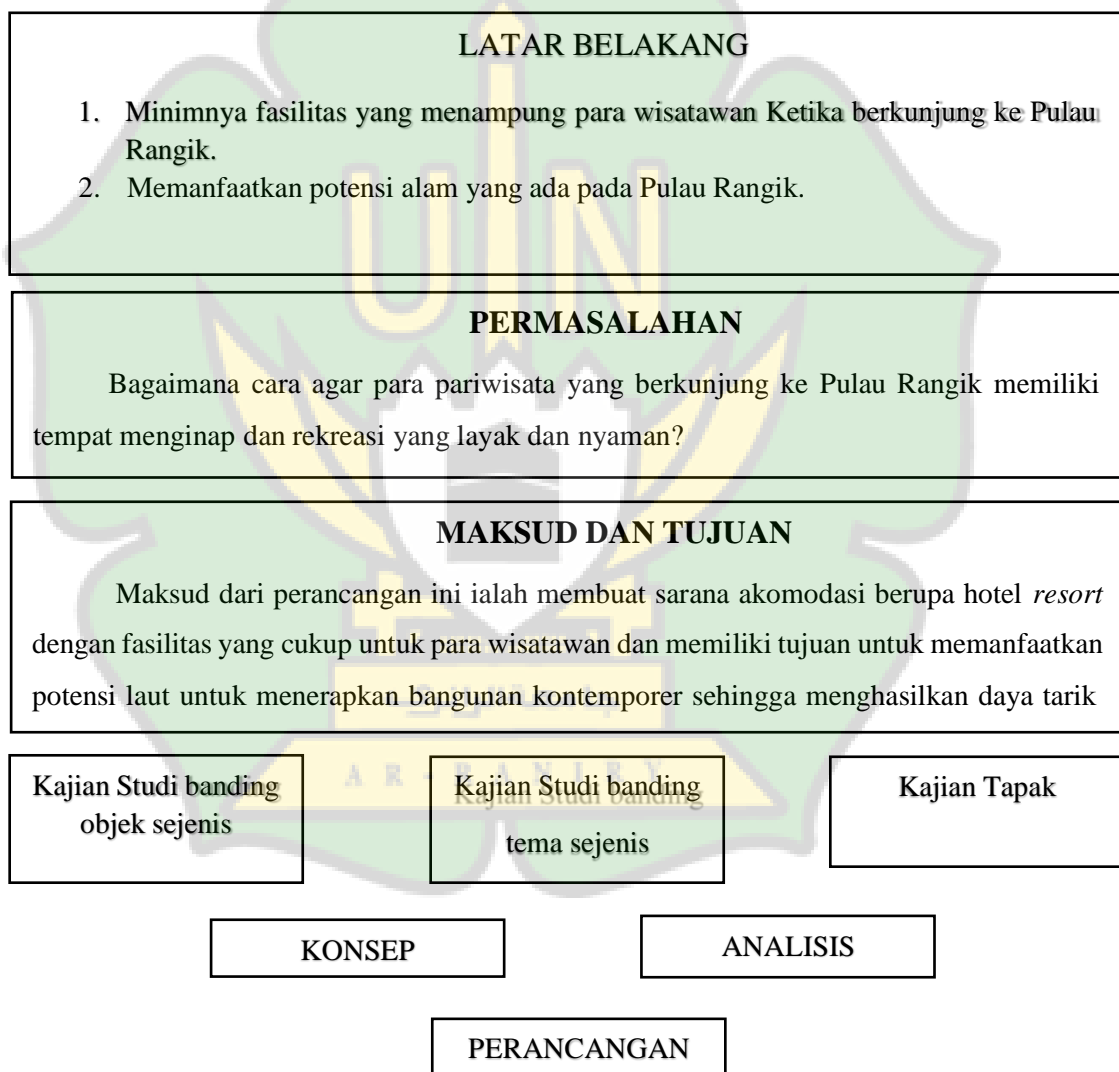 LATAR BELAKANG
1. Minimnya fasilitas yang menampung para wisatawan Ketika berkunjung ke Pulau
Rangik.
2. Memanfaatkan potensi alam yang ada pada Pulau Rangik.
UIN
PERMASALAHAN
Bagaimana cara agar para pariwisata yang berkunjung ke Pulau Rangik memiliki
tempat menginap dan rekreasi yang layak dan nyaman?
MAKSUD DAN TUJUAN
Maksud dari perancangan ini ialah membuat sarana akomodasi berupa hotel resort
dengan fasilitas yang cukup untuk para wisatawan dan memiliki tujuan untuk memanfaatkan
potensi laut untuk menerapkan bangunan kontemporer sehingga menghasilkan daya tarik
Kajian Studi banding
objek sejenis
Kajian Studi banding
tema sejenis
Kajian Tapak
AR-RANIRY
KONSEP
ANALISIS
PERANCANGAN